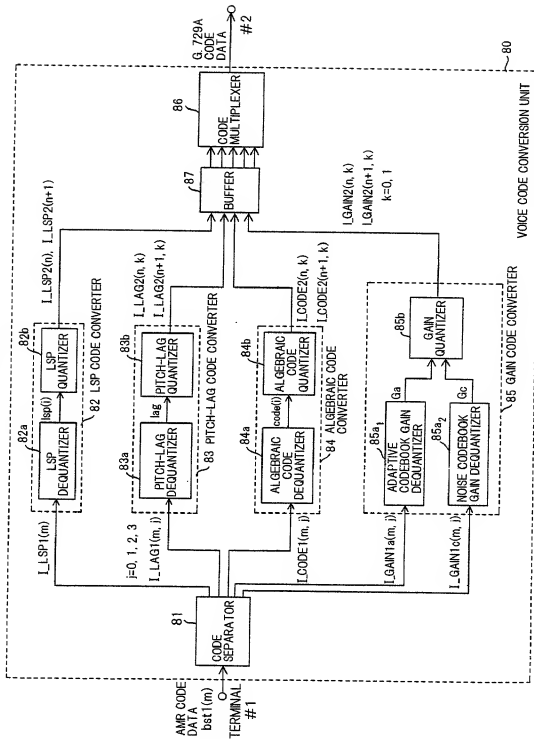 AMR CODE
DATA
bst1(m)
TERMINAL
#1
81
CODE
SEPARATOR
I_LSP1(m)
j=0, 1, 2, 3
I_LAG1(m, j)
I_CODE1(m, j)
I_GAIN1a(m, j)
I_GAIN1c(m, j)
82a
LSP
DEQUANTIZER
lsp(i)
82b
LSP
QUANTIZER
82 LSP CODE CONVERTER
83a
PITCH-LAG
DEQUANTIZER
lag
83b
PITCH-LAG
QUANTIZER
83 PITCH-LAG CODE CONVERTER
84a
ALGEBRAIC
CODE
DEQUANTIZER
code(i)
84b
ALGEBRAIC
CODE
QUANTIZER
84 ALGEBRAIC CODE
CONVERTER
85a1
ADAPTIVE
CODEBOOK GAIN
DEQUANTIZER
Ga
85a2
NOISE CODEBOOK
GAIN DEQUANTIZER
Gc
85b
GAIN
QUANTIZER
85 GAIN CODE CONVERTER
I_LSP2(n), I_LSP2(n+1)
I_LAG2(n, k)
I_LAG2(n+1, k)
I_CODE2(n, k)
I_CODE2(n+1, k)
I_GAIN2(n, k)
I_GAIN2(n+1, k)
k=0, 1
87
BUFFER
86
CODE
MULTIPLEXER
G. 729A
CODE
DATA
#2
80
VOICE CODE CONVERSION UNIT